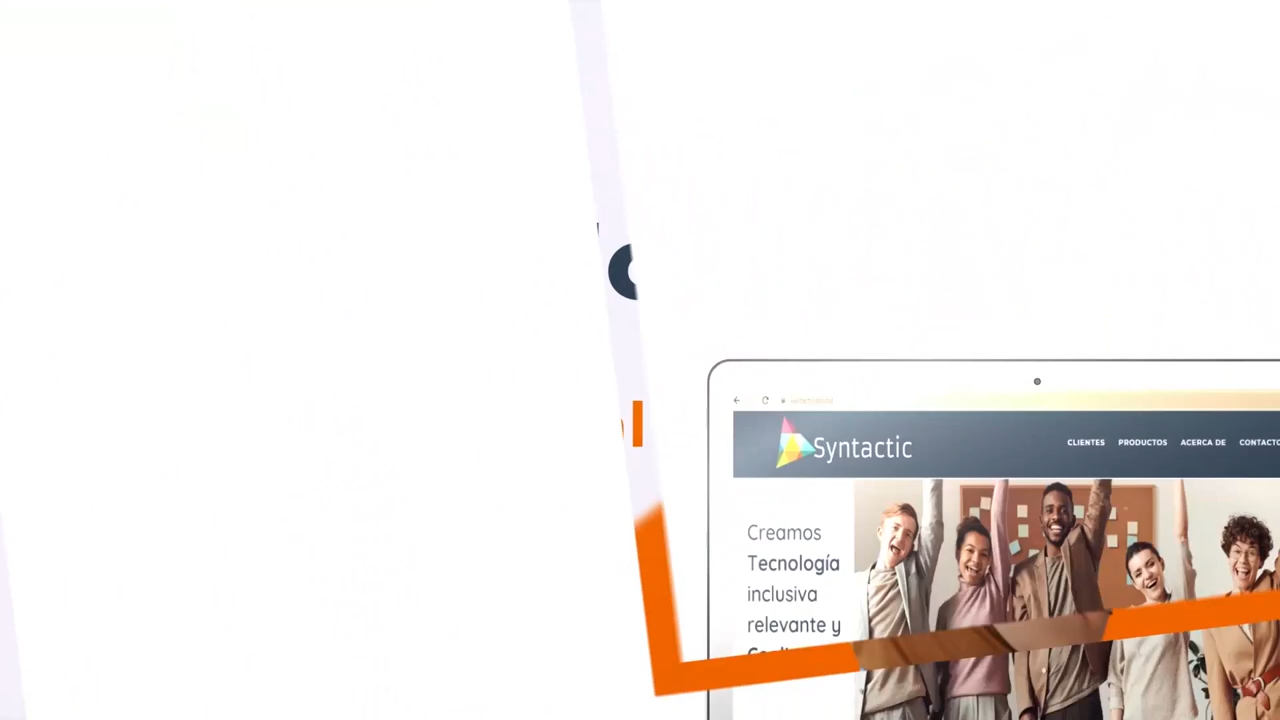 Syntactic
CLIENTES PRODUCTOS ACERCA DE
Creamos
Tecnología
inclusiva
relevante y